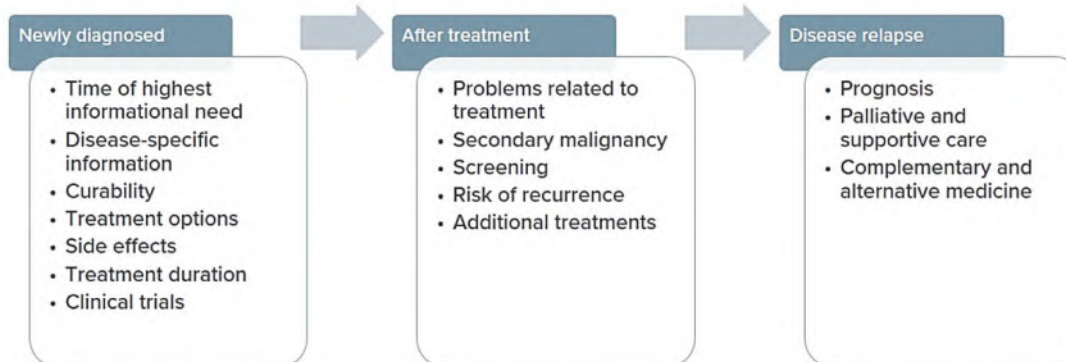 Newly diagnosed
• Time of highest
informational need
• Disease-specific
information
• Curability
• Treatment options
• Side effects
• Treatment duration
• Clinical trials
After treatment
• Problems related to
treatment
• Secondary malignancy
• Screening
• Risk of recurrence
• Additional treatments
Disease relapse
• Prognosis
• Palliative and
supportive care
• Complementary and
alternative medicine